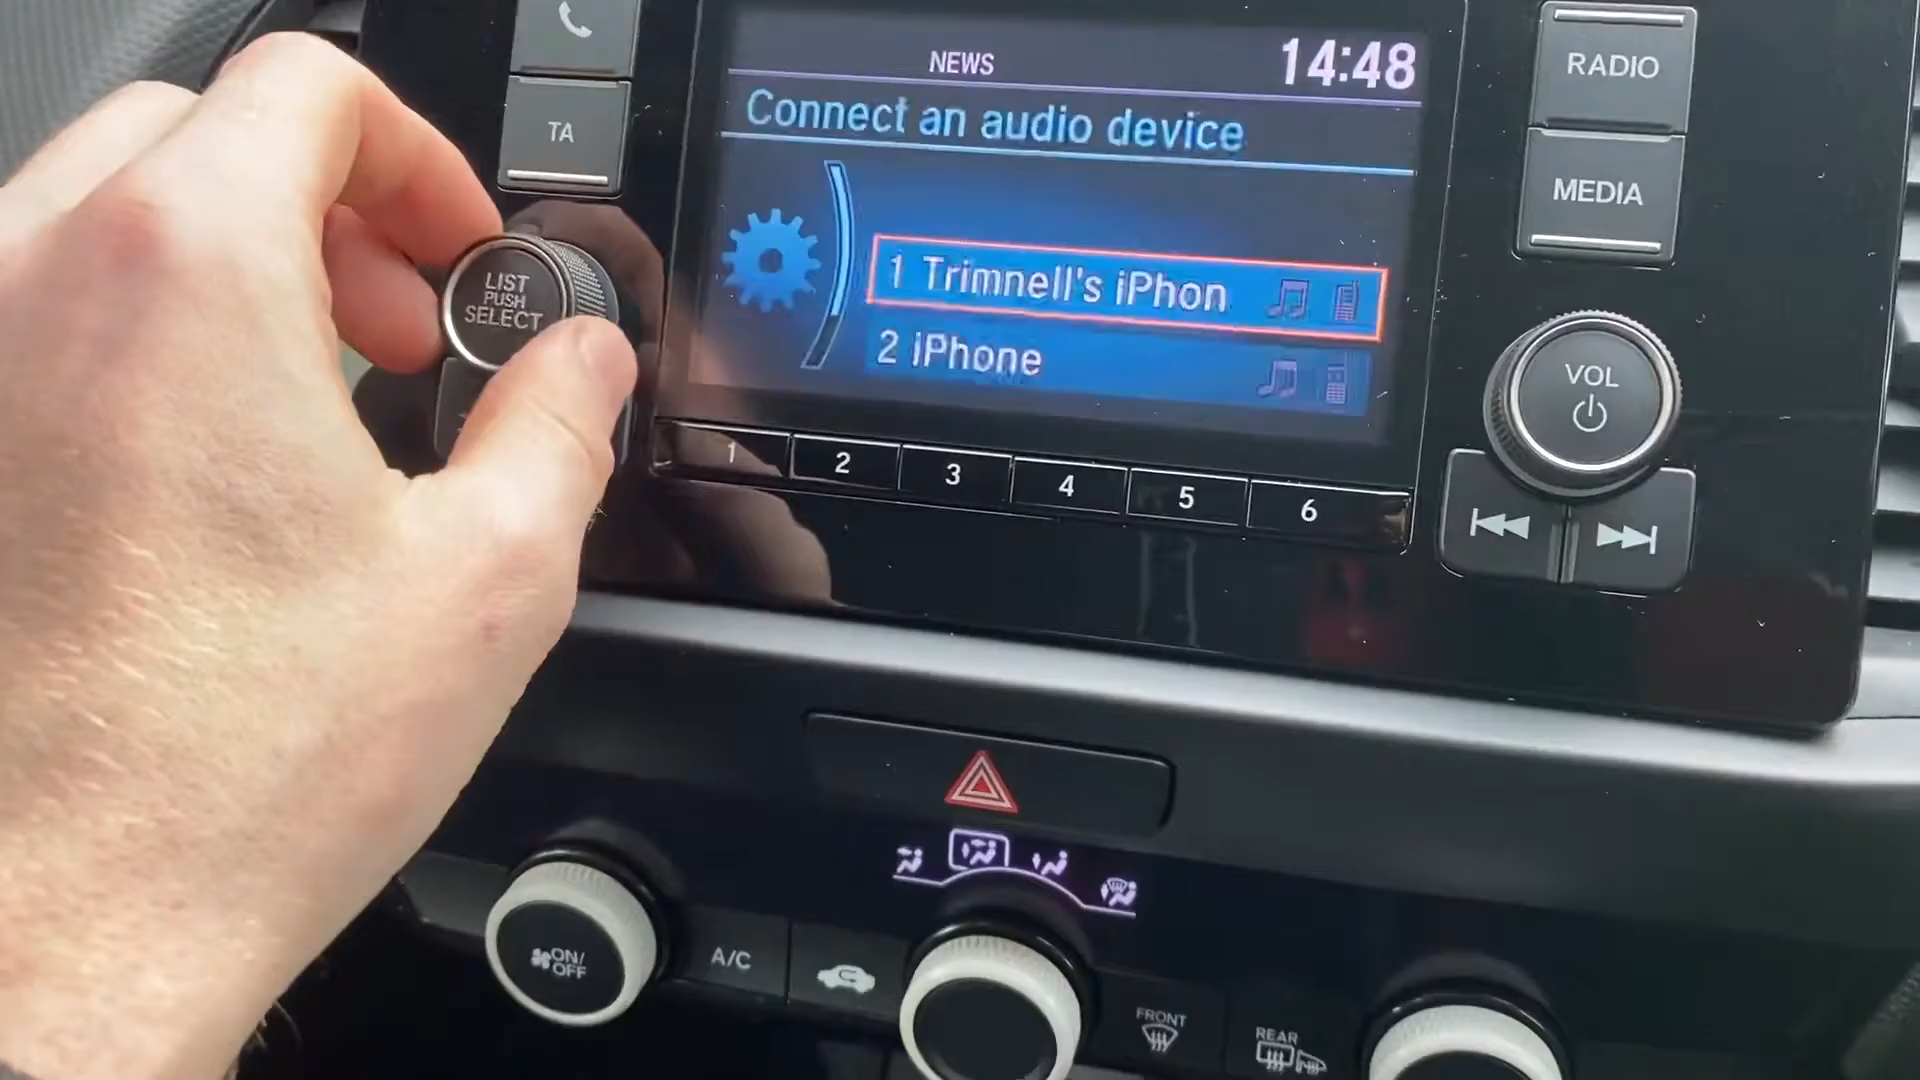 NEWS
14:48
Connect an audio device
1 Trimnell's iPhon
2 iPhone
TA
LIST
PUSH
SELECT
RADIO
MEDIA
VOL
1
2
3
4
5
6
ON/
OFF
A/C
FRONT
REAR